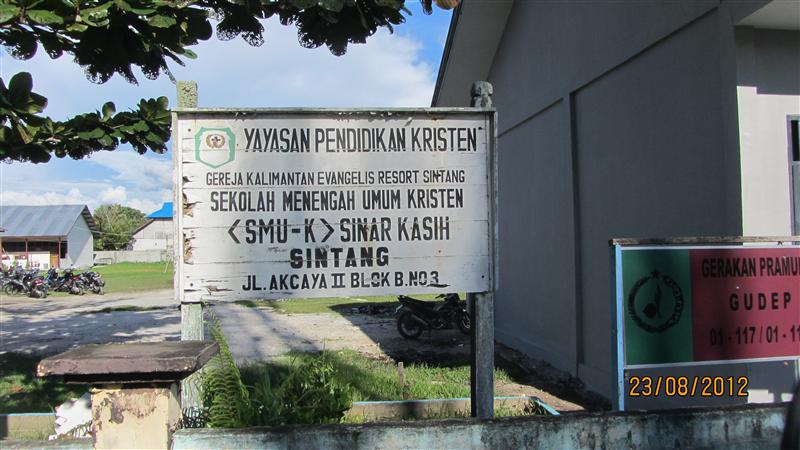 YAYASAN PENDIDIKAN KRISTEN
GEREJA KALIMANTAN EVANGELIS RESORT SINTANG
SEKOLAH MENENGAH UMUM KRISTEN
<SMU-K> SINAR KASIH
SINTANG
JL. AKCAYA II BLOK B.NO3
GERAKAN PRAMU
GUDEP
01-117/01-11
23/08/2012